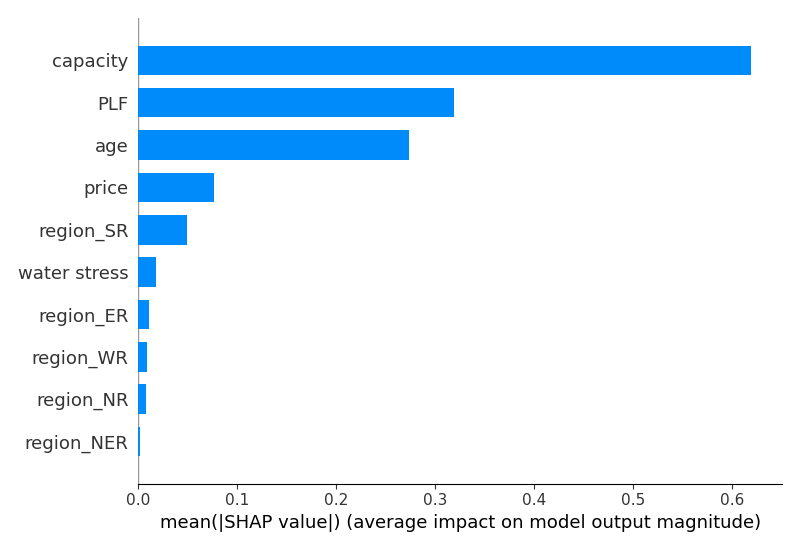 capacity
PLF
age
price
region_SR
water stress
region_ER
region_WR
region_NR
region_NER
0.0 0.1 0.2 0.3 0.4 0.5 0.6
mean(|SHAP value|) (average impact on model output magnitude)